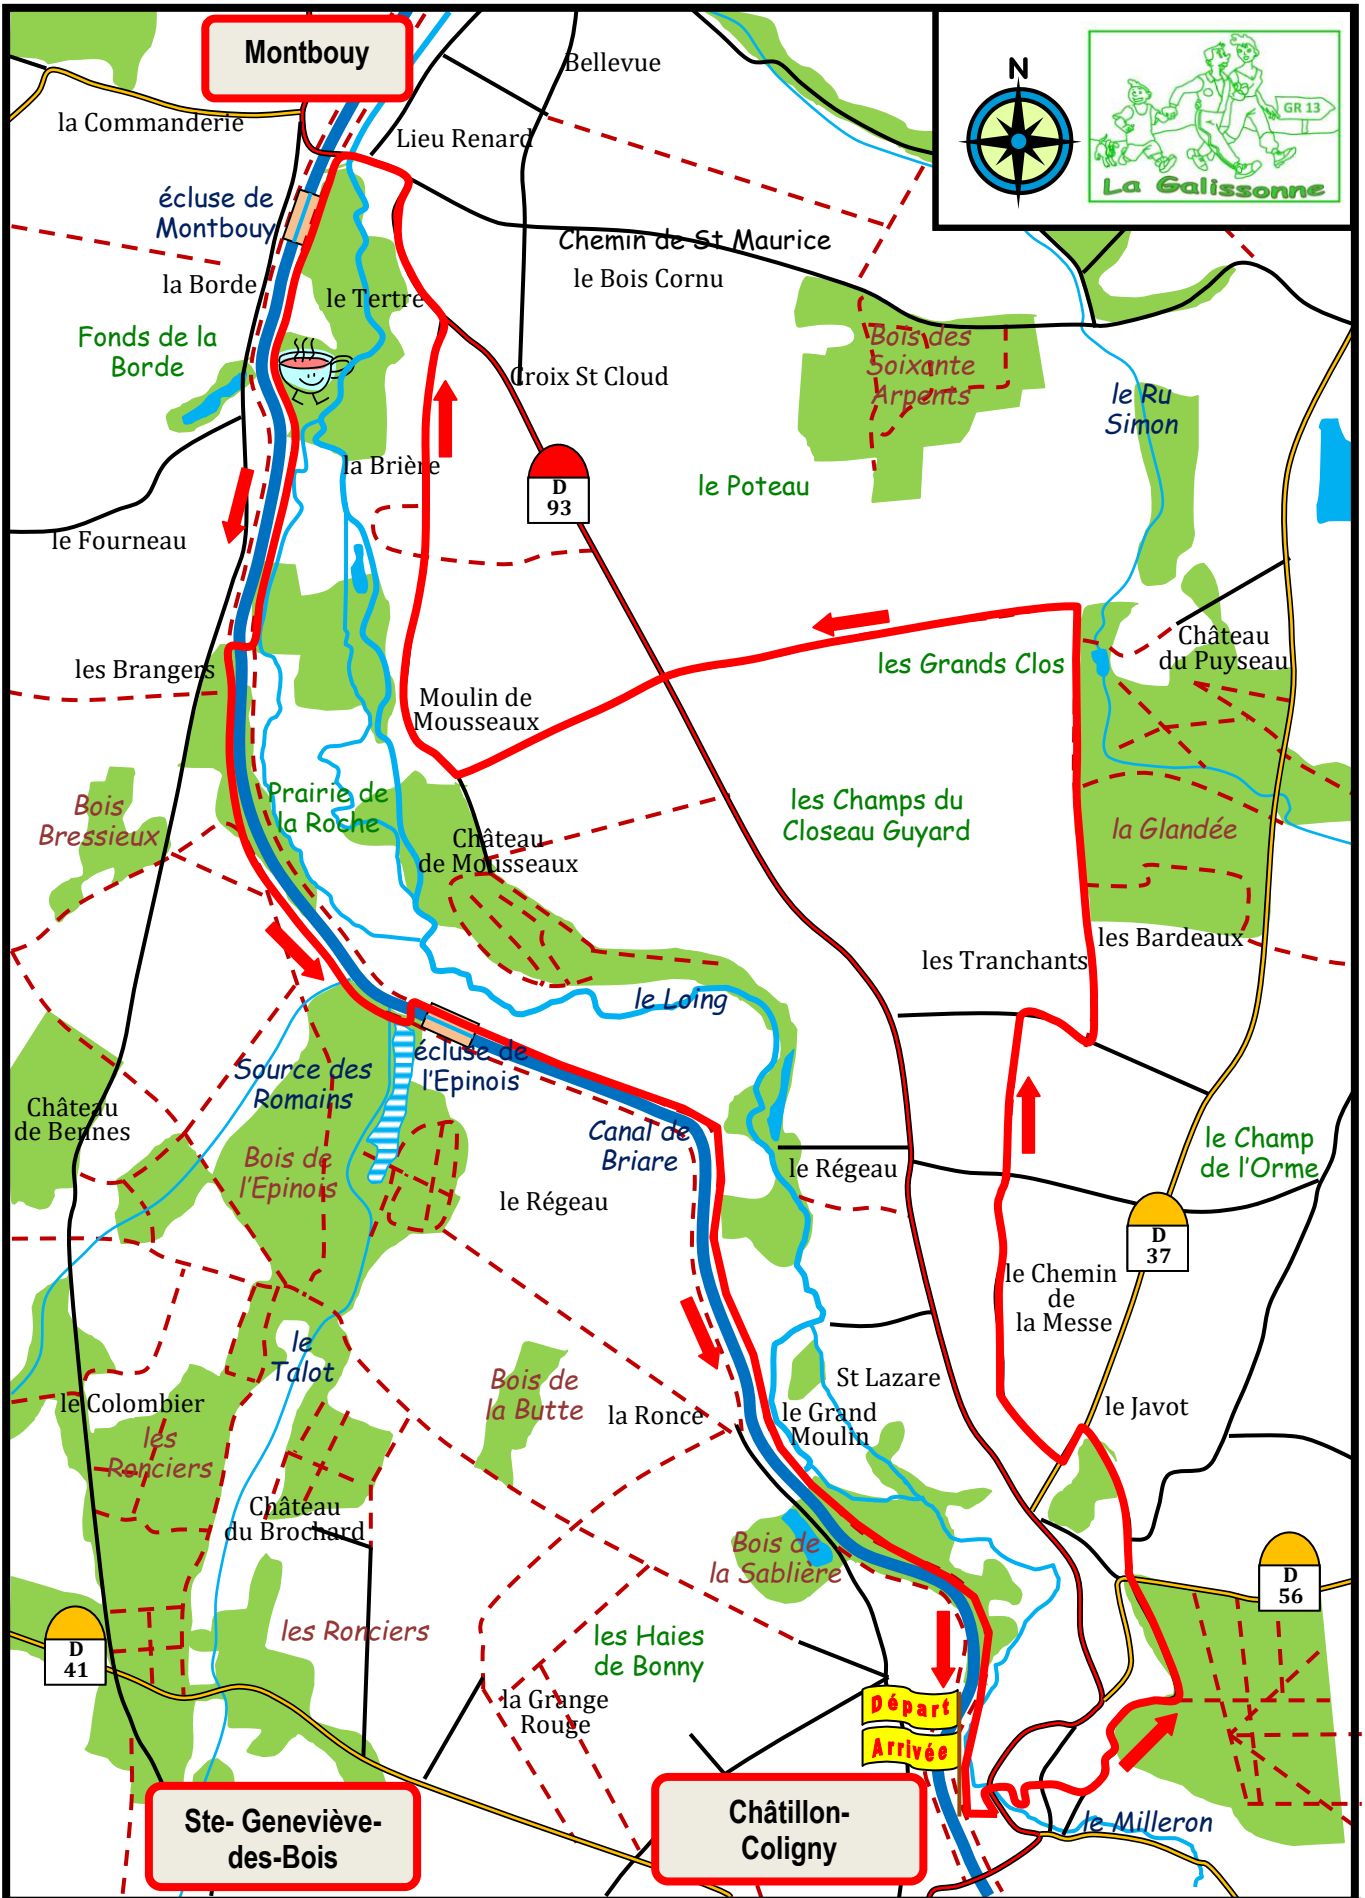 Montbouy
Bellevue
N
GR 13
La Galissonne
la Commanderie
Lieu Renard
écluse de
Montbouy
Chemin de St Maurice
le Bois Cornu
la Borde
le Tertre
Fonds de la
Borde
Bois des
Soixante
Arpents
Croix St Cloud
le Ru
Simon
la Brière
D
93
le Poteau
le Fourneau
Château
du Puyseau
les Grands Clos
les Brangers
Moulin de
Mousseaux
Bois
Bressieux
Prairie de
la Roche
les Champs du
Closeau Guyard
la Glandée
Château
de Mousseaux
les Bardeaux
les Tranchants
le Loing
écluse de
l'Epinois
Source des
Romains
Château
de Bennes
Canal de
Briare
le Champ
de l'Orme
Bois de
l'Epinois
le Régeau
le Régeau
D
37
le Chemin
de
la Messe
le
Talot
St Lazare
Bois de
la Butte
le Colombier
la Ronce
le Grand
Moulin
le Javot
les
Ronciers
Château
du Brochard
Bois de
la Sablière
D
56
les Ronciers
les Haies
de Bonny
D
41
la Grange
Rouge
Départ
Arrivée
Ste- Geneviève-
des-Bois
Châtillon-
Coligny
le Milleron